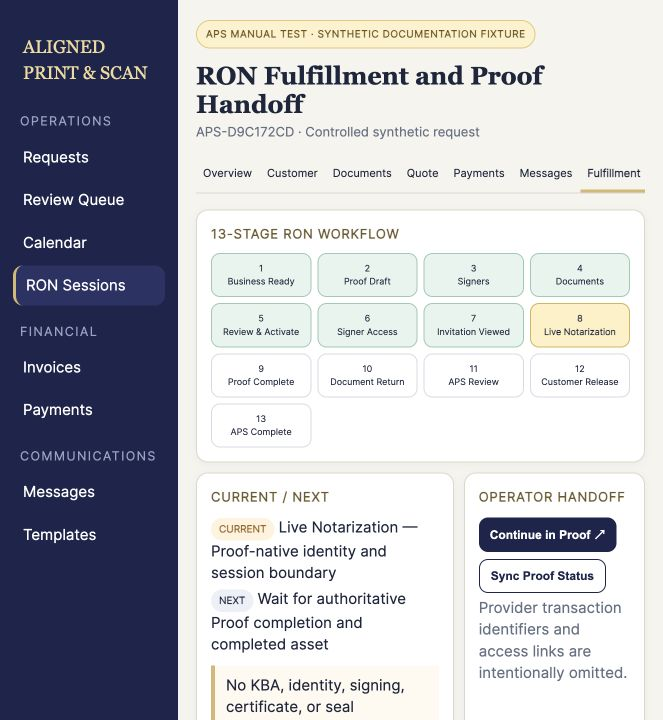 ALIGNED
PRINT & SCAN
OPERATIONS
Requests
Review Queue
Calendar
RON Sessions
FINANCIAL
Invoices
Payments
COMMUNICATIONS
Messages
Templates
APS MANUAL TEST · SYNTHETIC DOCUMENTATION FIXTURE
RON Fulfillment and Proof
Handoff
APS-D9C172CD · Controlled synthetic request
Overview Customer Documents Quote Payments Messages Fulfillment
13-STAGE RON WORKFLOW
1
Business Ready
2
Proof Draft
3
Signers
4
Documents
5
Review & Activate
6
Signer Access
7
Invitation Viewed
8
Live Notarization
9
Proof Complete
10
Document Return
11
APS Review
12
Customer Release
13
APS Complete
CURRENT / NEXT
CURRENT Live Notarization —
Proof-native identity and
session boundary
NEXT Wait for authoritative
Proof completion and
completed asset
No KBA, identity, signing,
certificate, or seal
OPERATOR HANDOFF
Continue in Proof ↗
Sync Proof Status
Provider transaction
identifiers and
access links are
intentionally omitted.